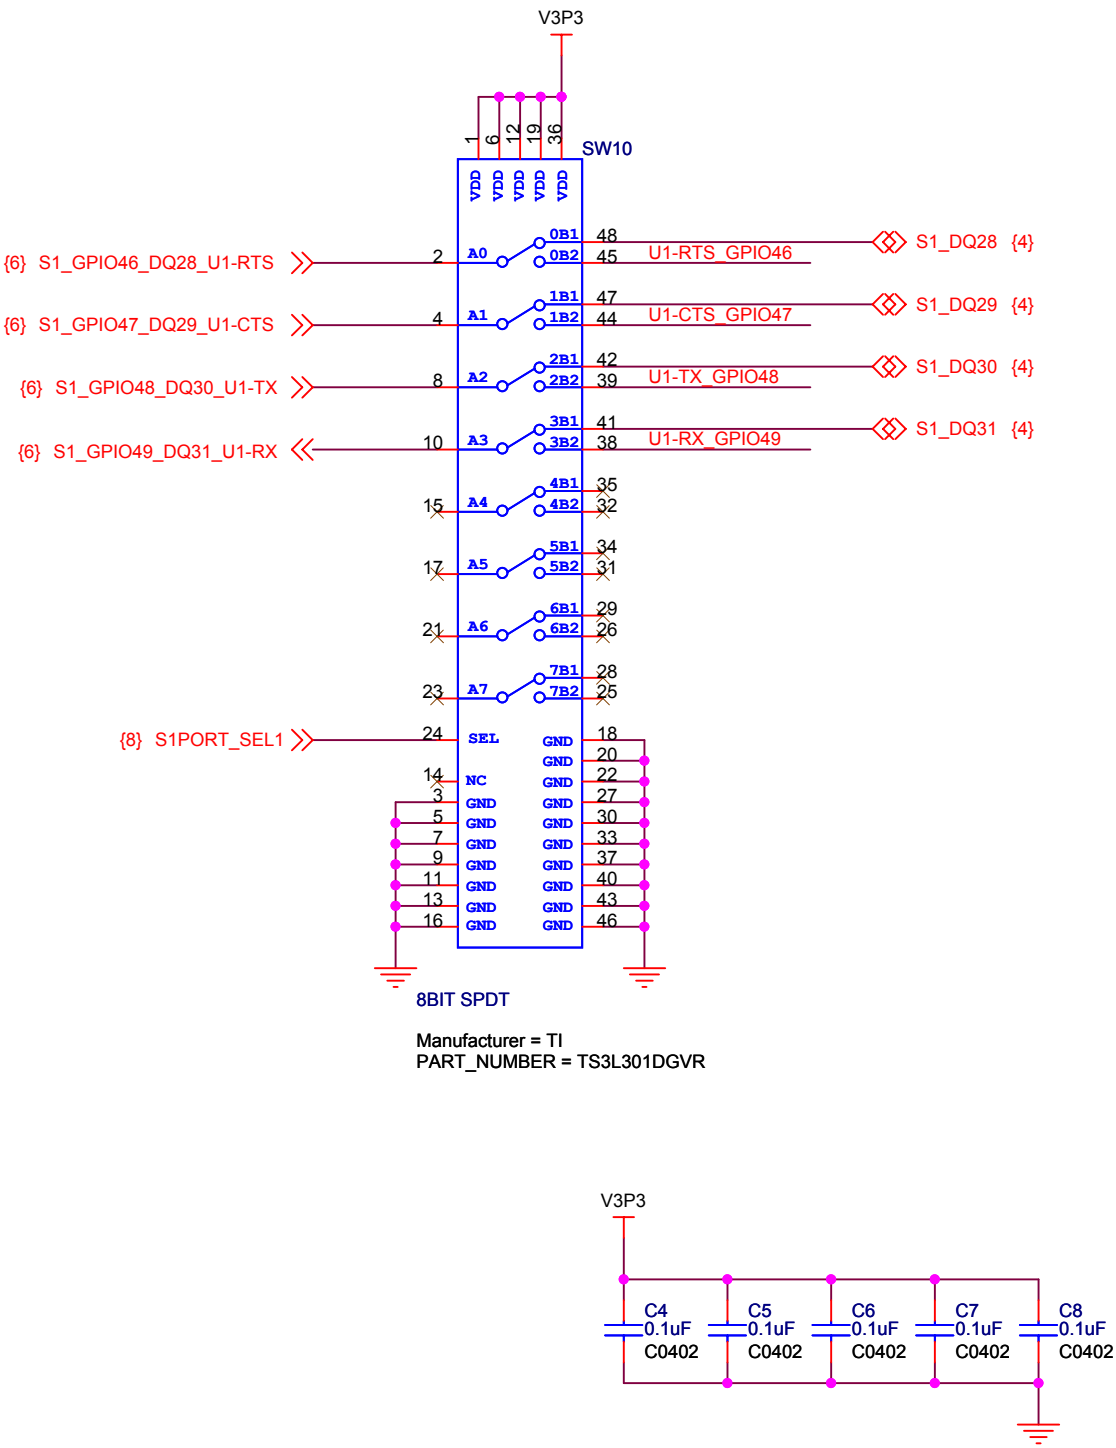 V3P3
1 6 12 19 36
SW10
VDD VDD VDD VDD VDD
{6} S1_GPIO46_DQ28_U1-RTS 2 A0 0B1 48 S1_DQ28 {4}
0B2 45 U1-RTS_GPIO46
{6} S1_GPIO47_DQ29_U1-CTS 4 A1 1B1 47 S1_DQ29 {4}
1B2 44 U1-CTS_GPIO47
{6} S1_GPIO48_DQ30_U1-TX 8 A2 2B1 42 S1_DQ30 {4}
2B2 39 U1-TX_GPIO48
{6} S1_GPIO49_DQ31_U1-RX 10 A3 3B1 41 S1_DQ31 {4}
3B2 38 U1-RX_GPIO49
15 A4 4B1 35
4B2 32
17 A5 5B1 34
5B2 31
21 A6 6B1 29
6B2 26
23 A7 7B1 28
7B2 25
{8} S1PORT_SEL1 24 SEL GND 18
GND 20
14 NC GND 22
3 GND GND 27
5 GND GND 30
7 GND GND 33
9 GND GND 37
11 GND GND 40
13 GND GND 43
16 GND GND 46
8BIT SPDT
Manufacturer = TI
PART_NUMBER = TS3L301DGVR
V3P3
C4 C5 C6 C7 C8
0.1uF 0.1uF 0.1uF 0.1uF 0.1uF
C0402 C0402 C0402 C0402 C0402